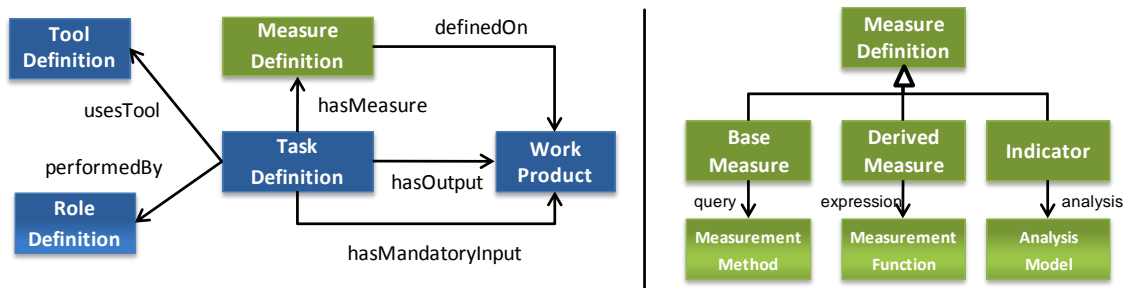 Tool
Definition
Measure
Definition
definedOn
usesTool
hasMeasure
performedBy
Task
Definition
hasOutput
Work
Product
Role
Definition
hasMandatoryInput
Measure
Definition
Base
Measure
Derived
Measure
Indicator
query
expression
analysis
Measurement
Method
Measurement
Function
Analysis
Model